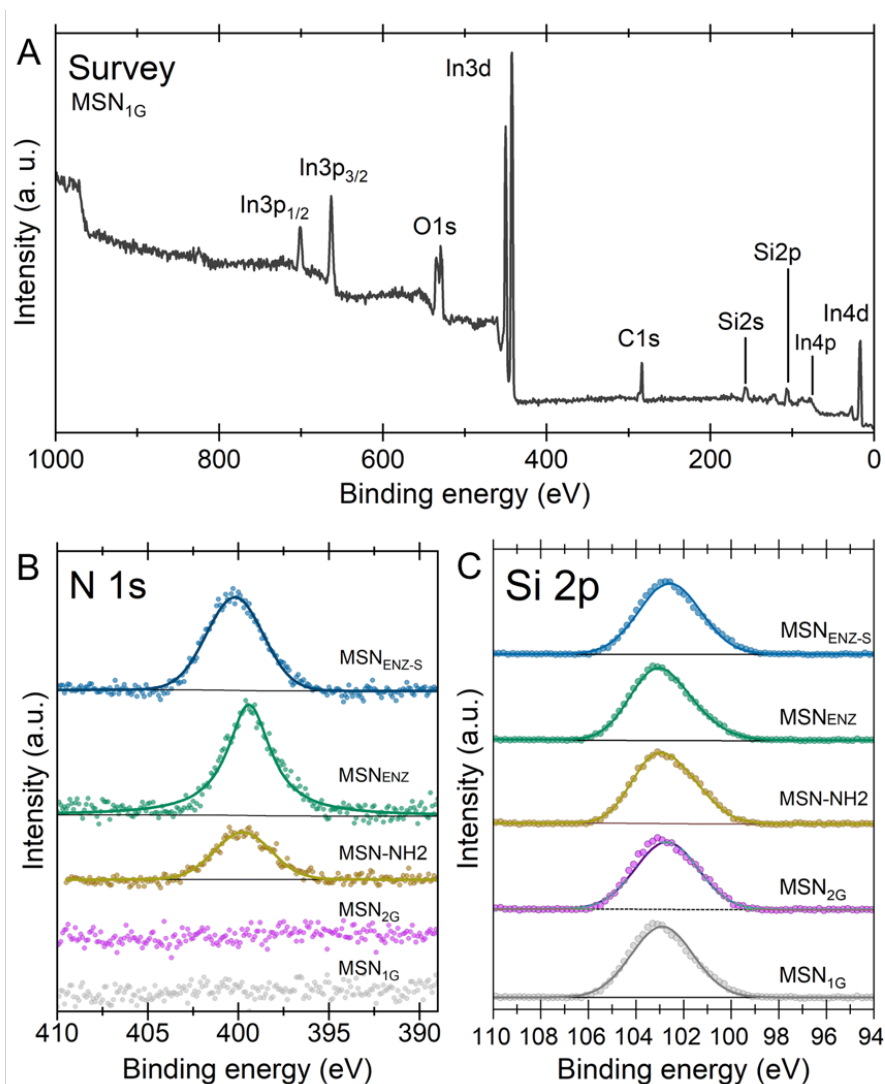 A
Survey
MSN1G
In3d
In3p1/2
In3p3/2
O1s
C1s
Si2s
Si2p
In4p
In4d
Intensity (a. u.)
1000
800
600
400
200
0
Binding energy (eV)
B
N 1s
MSNENZ-S
MSNENZ
MSN-NH2
MSN2G
MSN1G
Intensity (a.u.)
410
405
400
395
390
Binding energy (eV)
C
Si 2p
MSNENZ-S
MSNENZ
MSN-NH2
MSN2G
MSN1G
Intensity (a.u.)
110 108 106 104 102 100 98 96 94
Binding energy (eV)